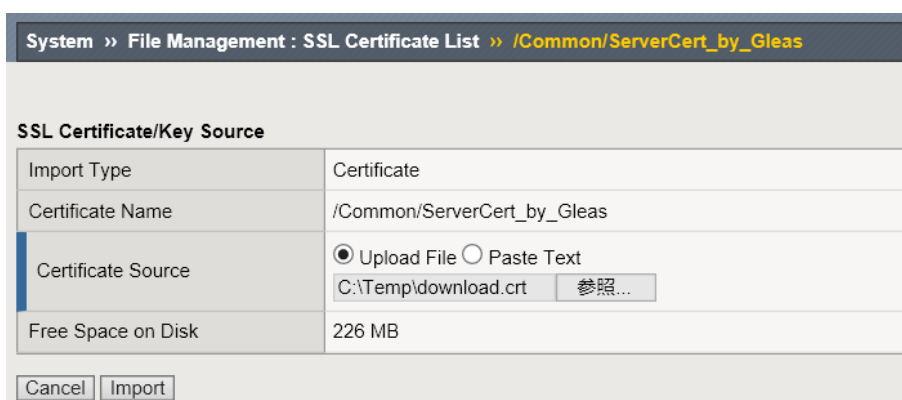 System ›› File Management : SSL Certificate List ›› /Common/ServerCert_by_Gleas
SSL Certificate/Key Source
Import Type Certificate
Certificate Name /Common/ServerCert_by_Gleas
Certificate Source Upload File Paste Text
C:\Temp\download.crt 参照...
Free Space on Disk 226 MB
Cancel Import